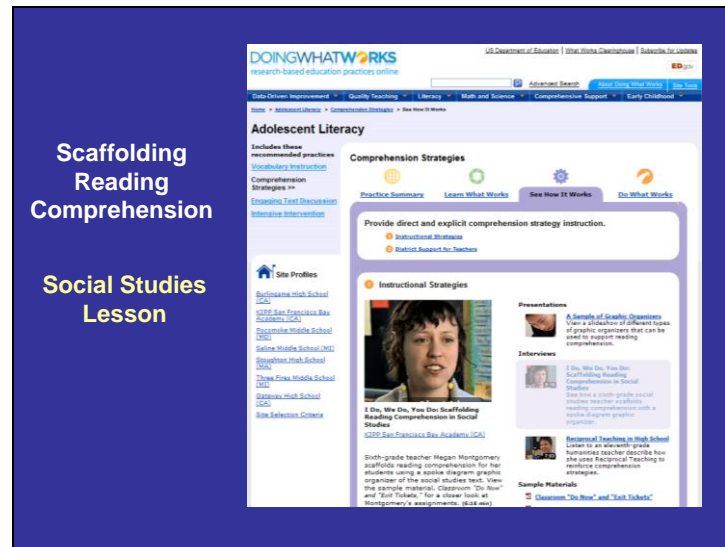 Scaffolding
Reading
Comprehension
Social Studies
Lesson
US Department of Education | What Works Clearinghouse | Subscribe for Updates
DOINGWHATW?RKS
research-based education practices online
ED.gov
Advanced Search
About Doing What Works
Site Tools
Data-Driven Improvement
Quality Teaching
Literacy
Math and Science
Comprehensive Support
Early Childhood
Home > Adolescent Literacy > Comprehension Strategies > See How It Works
Adolescent Literacy
Includes these
recommended practices
Vocabulary Instruction
Comprehension
Strategies >>
Engaging Text Discussion
Intensive Intervention
Site Profiles
Burlingame High School
(CA)
KIPP San Francisco Bay
Academy (CA)
Pocomoke Middle School
(MD)
Saline Middle School (MI)
Stoughton High School
(MA)
Three Fires Middle School
(MI)
Gateway High School
(CA)
Site Selection Criteria
Comprehension Strategies
Practice Summary
Learn What Works
See How It Works
Do What Works
Provide direct and explicit comprehension strategy instruction.
Instructional Strategies
District Support for Teachers
Instructional Strategies
I Do, We Do, You Do: Scaffolding
Reading Comprehension in Social
Studies
KIPP San Francisco Bay Academy (CA)
Sixth-grade teacher Megan Montgomery
scaffolds reading comprehension for her
students using a spoke diagram graphic
organizer of the social studies text. View
the sample material, Classroom "Do Now"
and "Exit Tickets," for a closer look at
Montgomery's assignments. (6:16 min)
Presentations
A Sample of Graphic Organizers
View a slideshow of different types
of graphic organizers that can be
used to support reading
comprehension.
Interviews
I Do, We Do, You Do:
Scaffolding Reading
Comprehension in Social
Studies
See how a sixth-grade social
studies teacher scaffolds
reading comprehension with a
spoke diagram graphic
organizer.
Reciprocal Teaching in High School
Listen to an eleventh-grade
humanities teacher describe how
she uses Reciprocal Teaching to
reinforce comprehension
strategies.
Sample Materials
Classroom "Do Now" and "Exit Tickets"